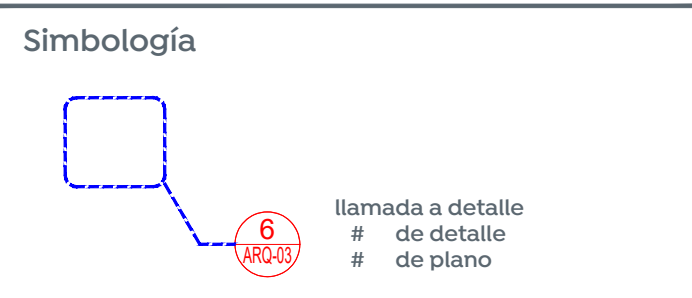 Simbología
6
ARQ-03
llamada a detalle
# de detalle
# de plano